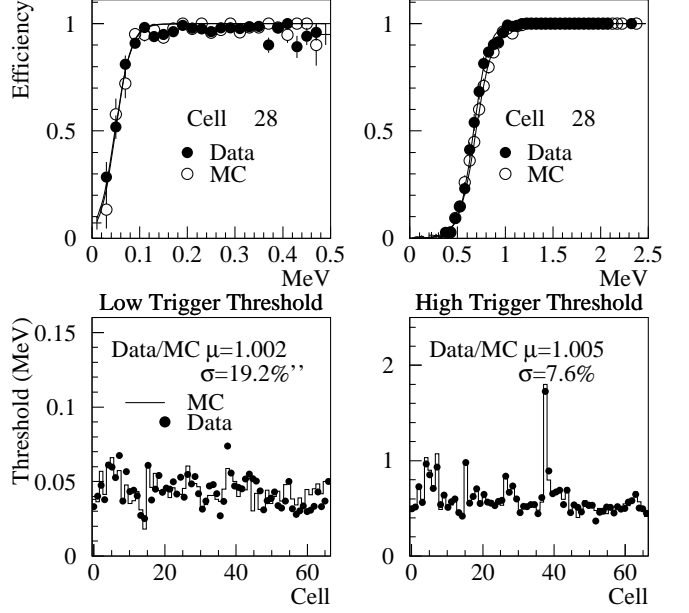 Efficiency
1
0.5
0
Cell 28
Data
MC
0 0.1 0.2 0.3 0.4 0.5
MeV
1
0.5
0
Cell 28
Data
MC
0 0.5 1.0 1.5 2.0 2.5
MeV
Low Trigger Threshold
Threshold (MeV)
0.15
0.1
0.05
0
Data/MC μ=1.002
σ=19.2%’’
MC
Data
0 20 40 60
Cell
High Trigger Threshold
2
1
0
Data/MC μ=1.005
σ=7.6%
0 20 40 60
Cell